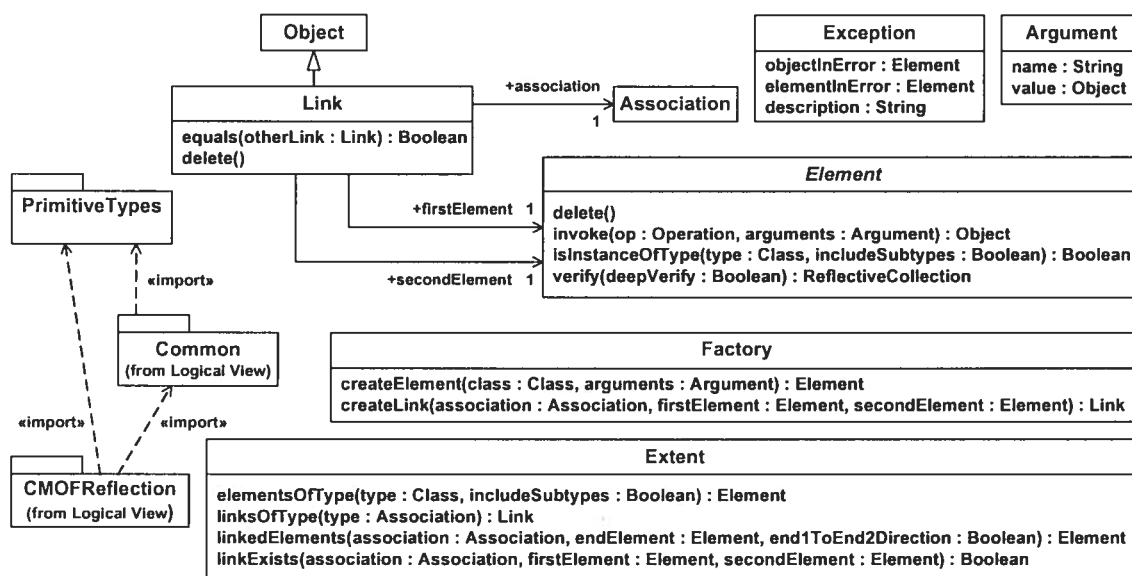 Object
Link
equals(otherLink : Link) : Boolean
delete()
+association
1
Association
Exception
objectInError : Element
elementInError : Element
description : String
Argument
name : String
value : Object
+firstElement 1
+secondElement 1
Element
delete()
invoke(op : Operation, arguments : Argument) : Object
isInstanceOfType(type : Class, includeSubtypes : Boolean) : Boolean
verify(deepVerify : Boolean) : ReflectiveCollection
PrimitiveTypes
«import»
Common
(from Logical View)
«import»
«import»
CMOFReflection
(from Logical View)
Factory
createElement(class : Class, arguments : Argument) : Element
createLink(association : Association, firstElement : Element, secondElement : Element) : Link
Extent
elementsOfType(type : Class, includeSubtypes : Boolean) : Element
linksOfType(type : Association) : Link
linkedElements(association : Association, endElement : Element, end1ToEnd2Direction : Boolean) : Element
linkExists(association : Association, firstElement : Element, secondElement : Element) : Boolean